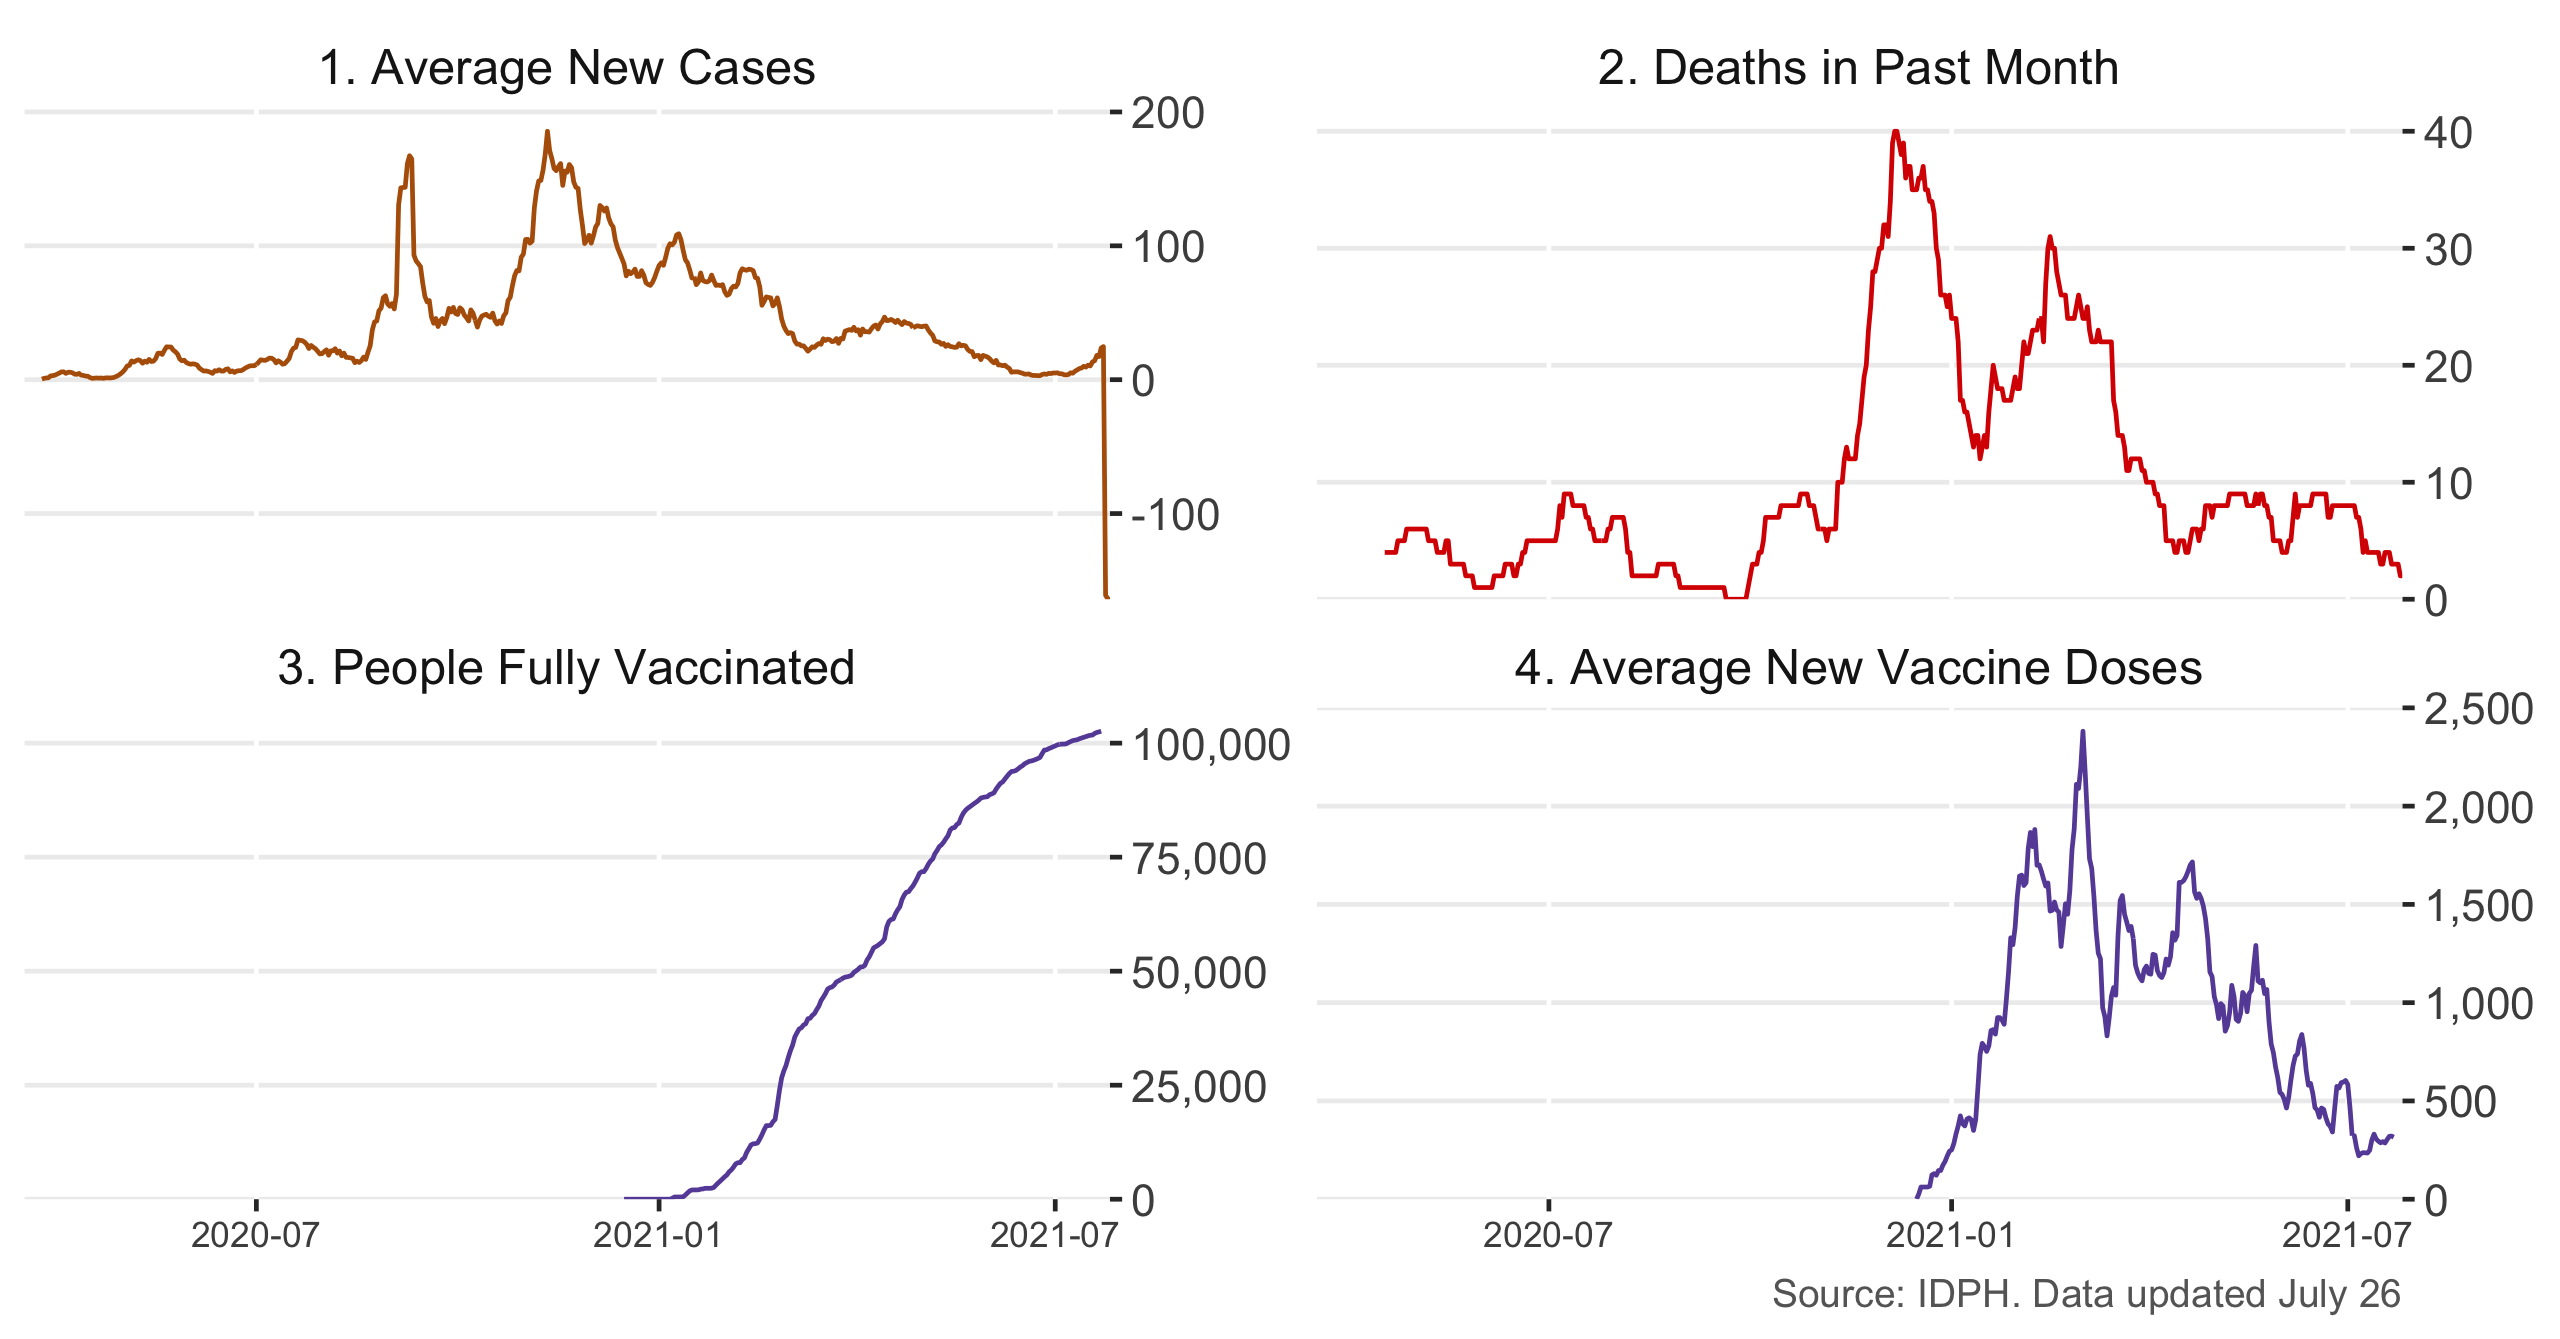 1. Average New Cases
200
100
0
-100
2. Deaths in Past Month
40
30
20
10
0
3. People Fully Vaccinated
100,000
75,000
50,000
25,000
0
2020-07 2021-01 2021-07
4. Average New Vaccine Doses
2,500
2,000
1,500
1,000
500
0
2020-07 2021-01 2021-07
Source: IDPH. Data updated July 26